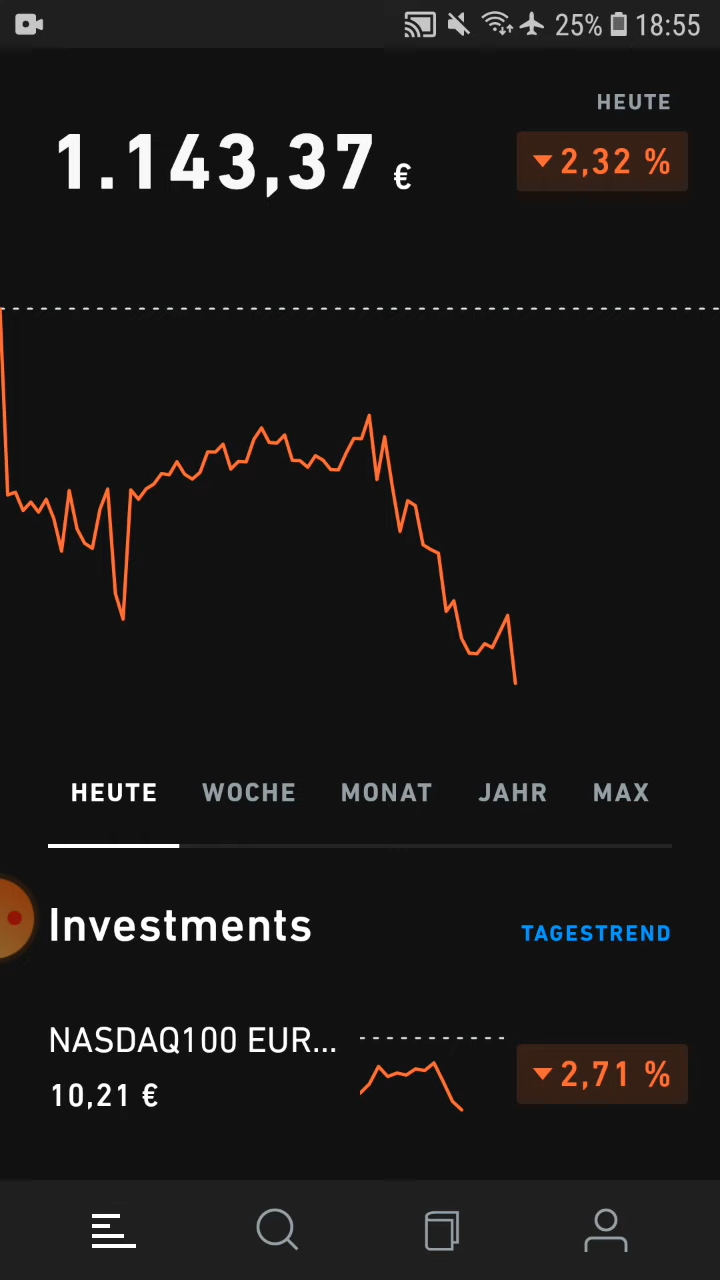 25% 18:55
HEUTE
1.143,37 €
2,32 %
HEUTE WOCHE MONAT JAHR MAX
Investments
TAGESTREND
NASDAQ100 EUR...
10,21 €
2,71 %